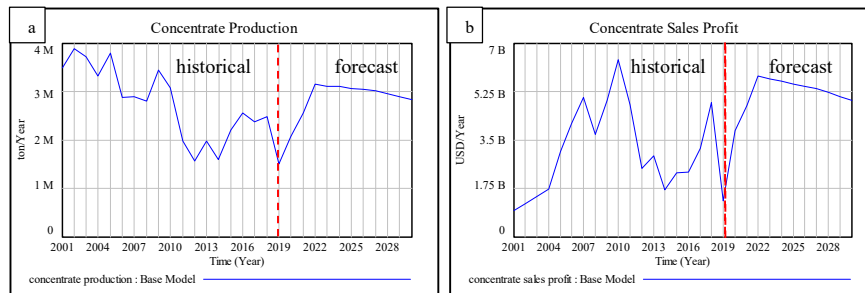 a
Concentrate Production
4 M
3 M
2 M
1 M
0
ton/Year
historical
forecast
2001 2004 2007 2010 2013 2016 2019 2022 2025 2028
Time (Year)
concentrate production : Base Model
b
Concentrate Sales Profit
7 B
5.25 B
3.5 B
1.75 B
0
USD/Year
historical
forecast
2001 2004 2007 2010 2013 2016 2019 2022 2025 2028
Time (Year)
concentrate sales profit : Base Model